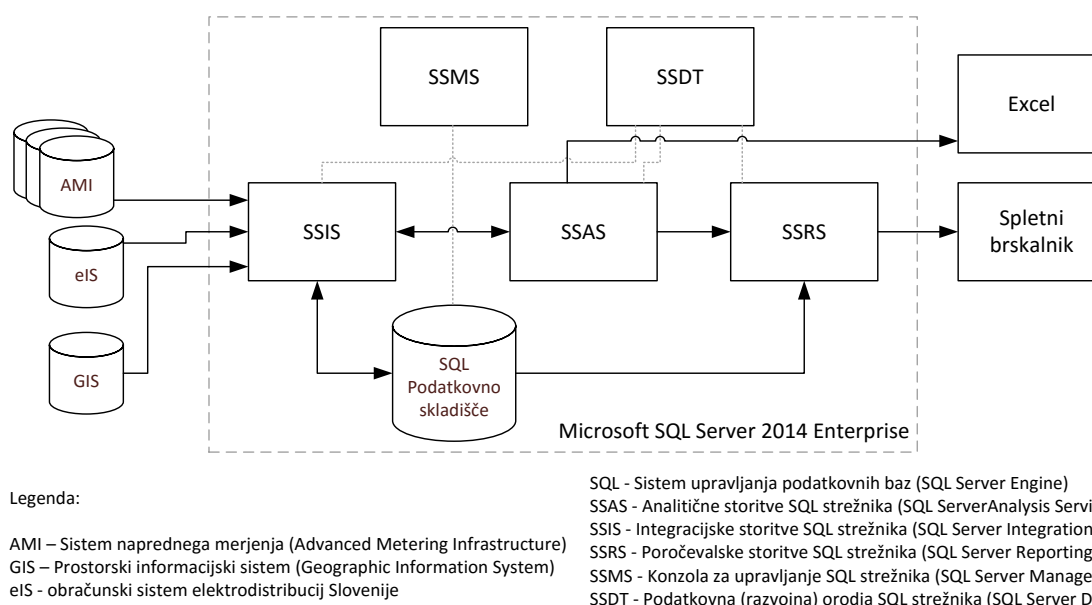 SSMS
SSDT
Excel
AMI
SSIS
SSAS
SSRS
Spletni
brskalnik
eIS
GIS
SQL
Podatkovno
skladišče
Microsoft SQL Server 2014 Enterprise
Legenda:
AMI – Sistem naprednega merjenja (Advanced Metering Infrastructure)
GIS – Prostorski informacijski sistem (Geographic Information System)
eIS - obračunski sistem elektrodistribucij Slovenije
SQL - Sistem upravljanja podatkovnih baz (SQL Server Engine)
SSAS - Analitične storitve SQL strežnika (SQL ServerAnalysis Servi
SSIS - Integracijske storitve SQL strežnika (SQL Server Integration
SSRS - Poročevalske storitve SQL strežnika (SQL Server Reporting
SSMS - Konzola za upravljanje SQL strežnika (SQL Server Manage
SSDT - Podatkovna (razvojna) orodja SQL strežnika (SQL Server D